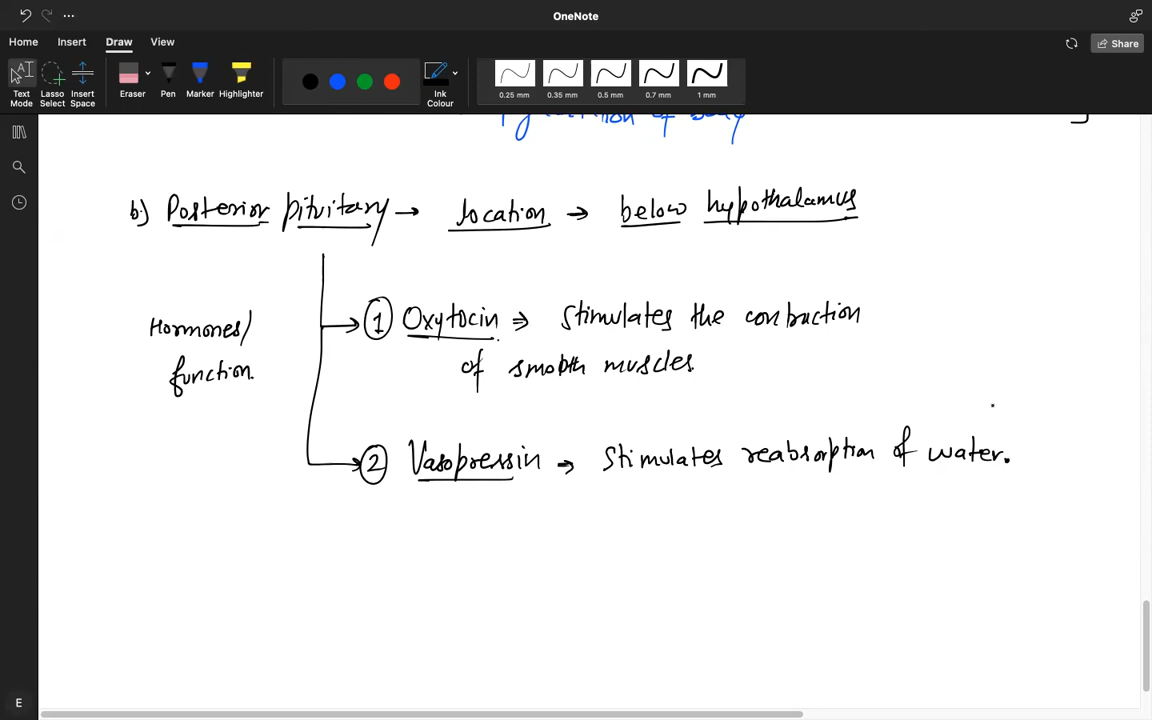 OneNote
Home Insert Draw View
Share
Text Mode Lasso Select Insert Space Eraser Pen Marker Highlighter Ink Colour 0.25 mm 0.35 mm 0.5 mm 0.7 mm 1 mm
of body
b.) Posterior pituitary → location → below hypothalamus
Hormones/
function.
① Oxytocin ⇒ stimulates the contraction
of smooth muscles.
② Vasopressin → stimulates reabsorption of water.
E